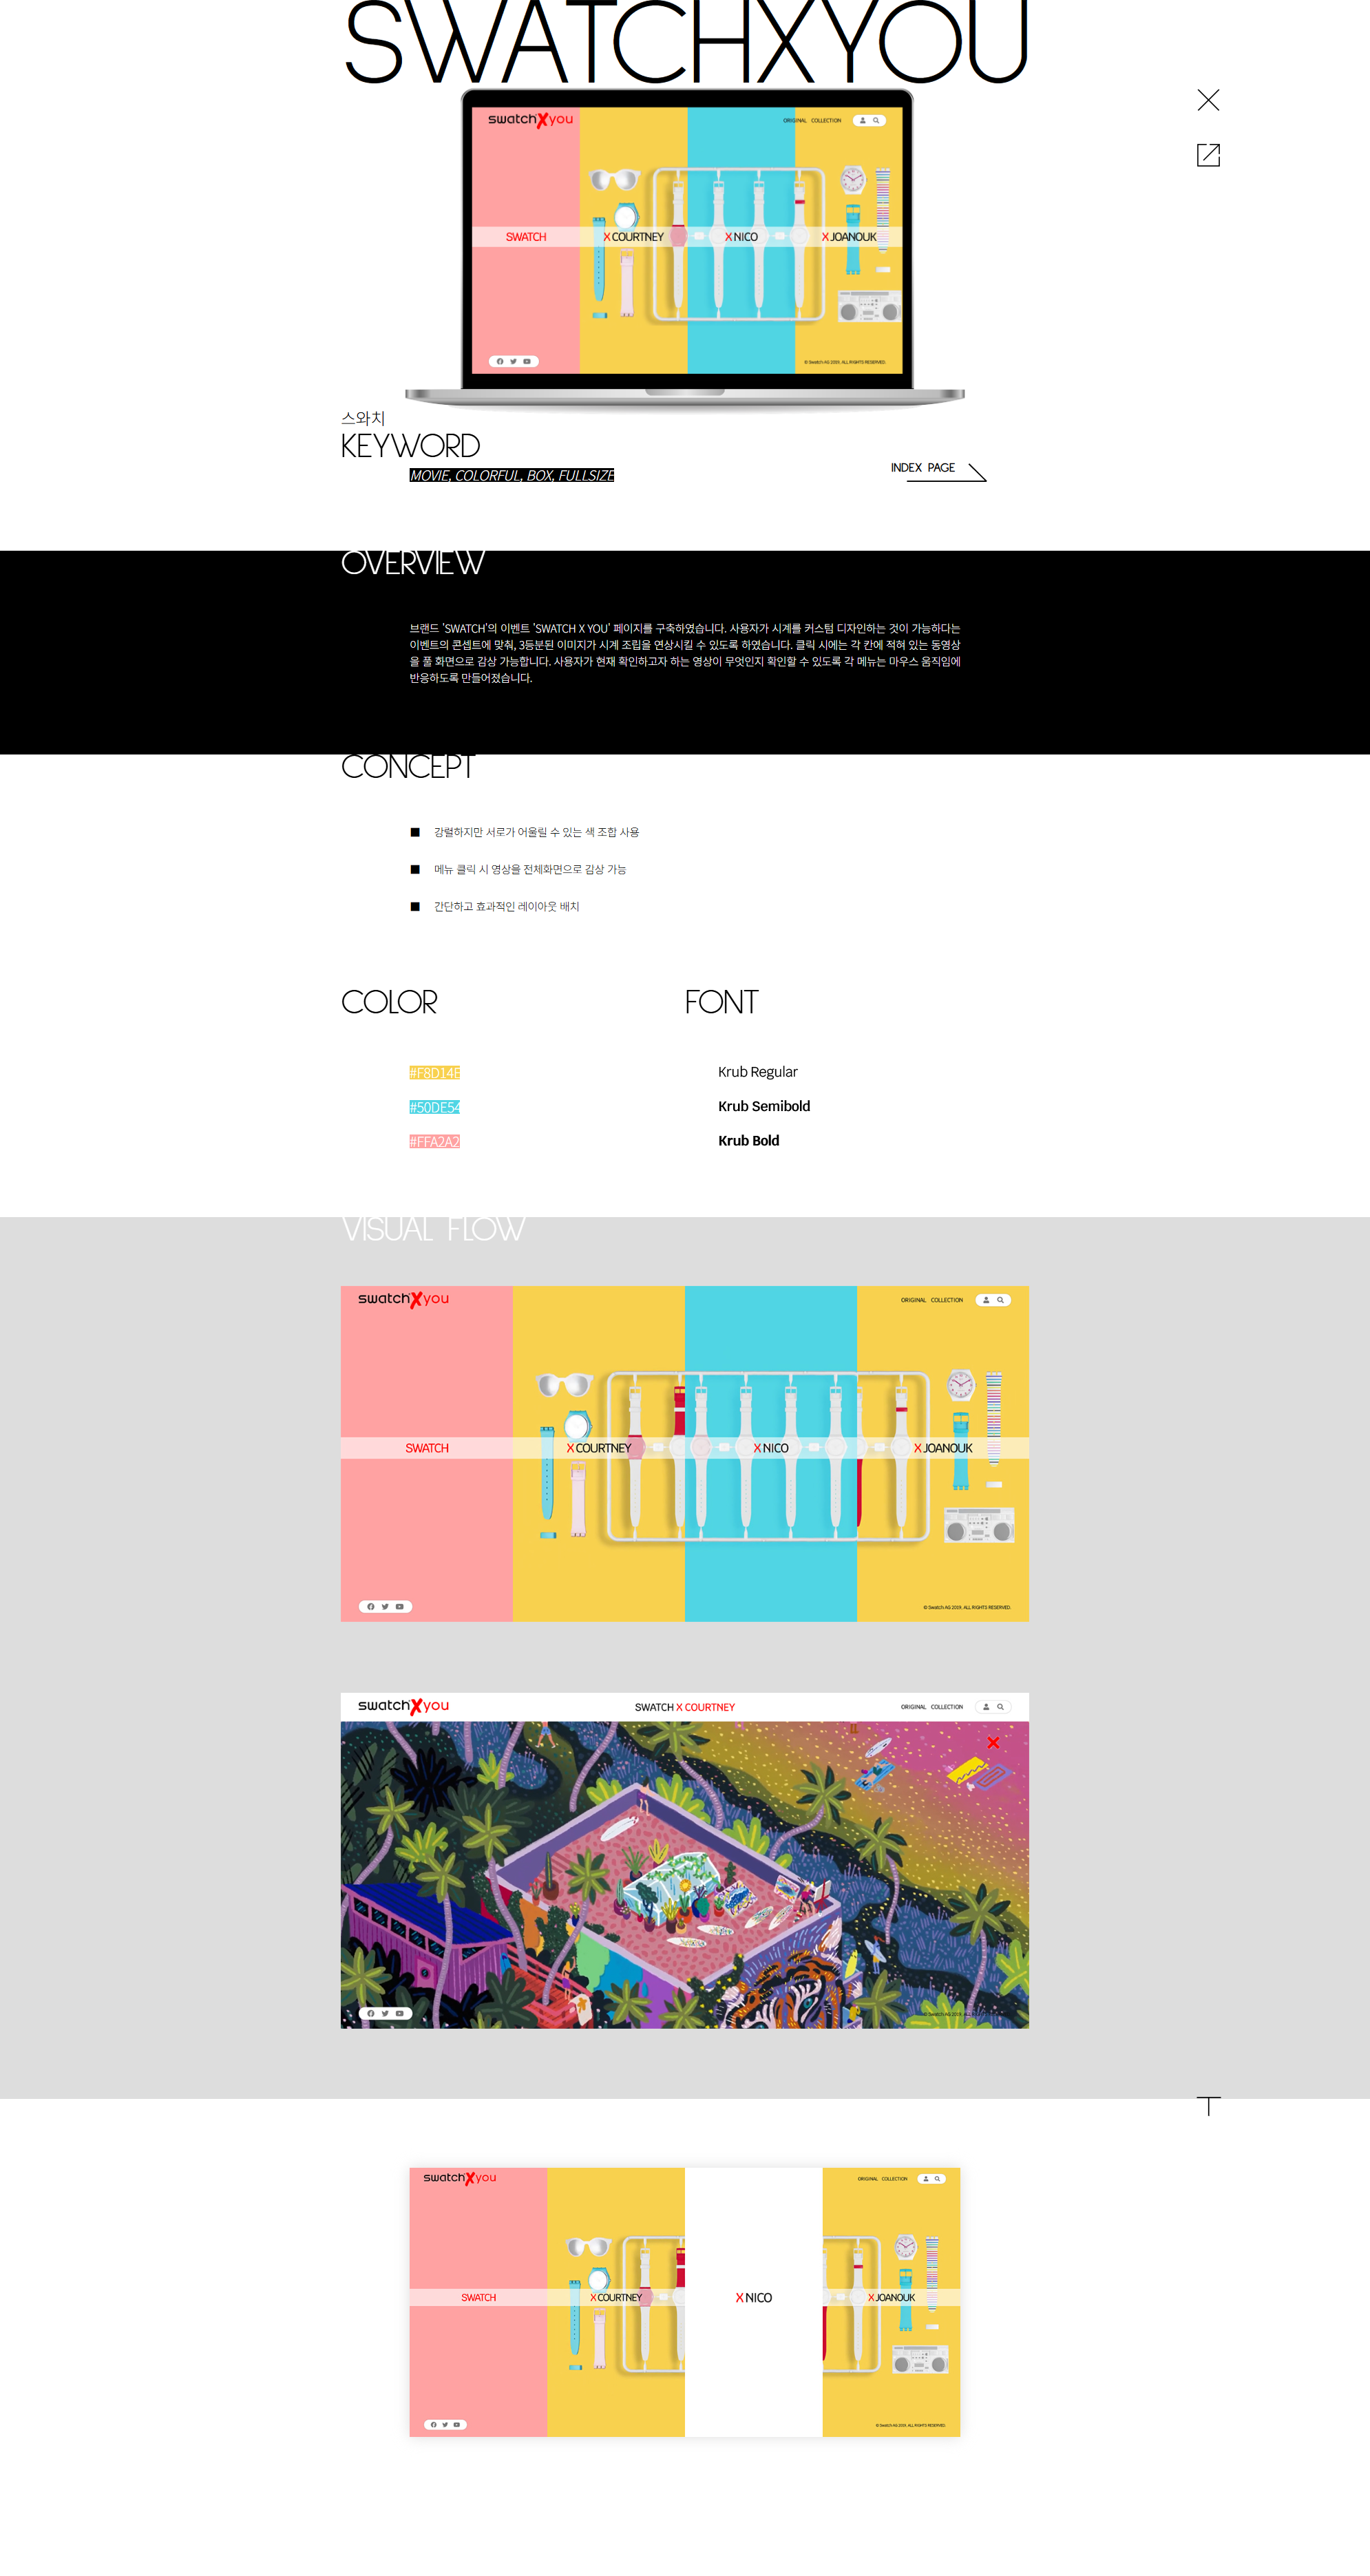 SWATCHXYOU
swatchXyou
ORIGINAL COLLECTION
SWATCH
X COURTNEY
X NICO
X JOANOUK
© Swatch AG 2019. ALL RIGHTS RESERVED.
스와치
KEYWORD
MOVIE, COLORFUL, BOX, FULLSIZE
INDEX PAGE
OVERVIEW
브랜드 'SWATCH'의 이벤트 'SWATCH X YOU' 페이지를 구축하였습니다. 사용자가 시계를 커스텀 디자인하는 것이 가능하다는
이벤트의 콘셉트에 맞춰, 3등분된 이미지가 시계 조립을 연상시킬 수 있도록 하였습니다. 클릭 시에는 각 칸에 적혀 있는 동영상
을 풀 화면으로 감상 가능합니다. 사용자가 현재 확인하고자 하는 영상이 무엇인지 확인할 수 있도록 각 메뉴는 마우스 움직임에
반응하도록 만들어졌습니다.
CONCEPT
■ 강렬하지만 서로가 어울릴 수 있는 색 조합 사용
■ 메뉴 클릭 시 영상을 전체화면으로 감상 가능
■ 간단하고 효과적인 레이아웃 배치
COLOR
FONT
#F8D14E
Krub Regular
#50DE54
Krub Semibold
#FFA2A2
Krub Bold
VISUAL FLOW
swatchXyou
ORIGINAL COLLECTION
SWATCH
X COURTNEY
X NICO
X JOANOUK
© Swatch AG 2019. ALL RIGHTS RESERVED.
swatchXyou
SWATCH X COURTNEY
ORIGINAL COLLECTION
© Swatch AG 2019. ALL
swatchXyou
ORIGINAL COLLECTION
SWATCH
X COURTNEY
X NICO
X JOANOUK
© Swatch AG 2019. ALL RIGHTS RESERVED.